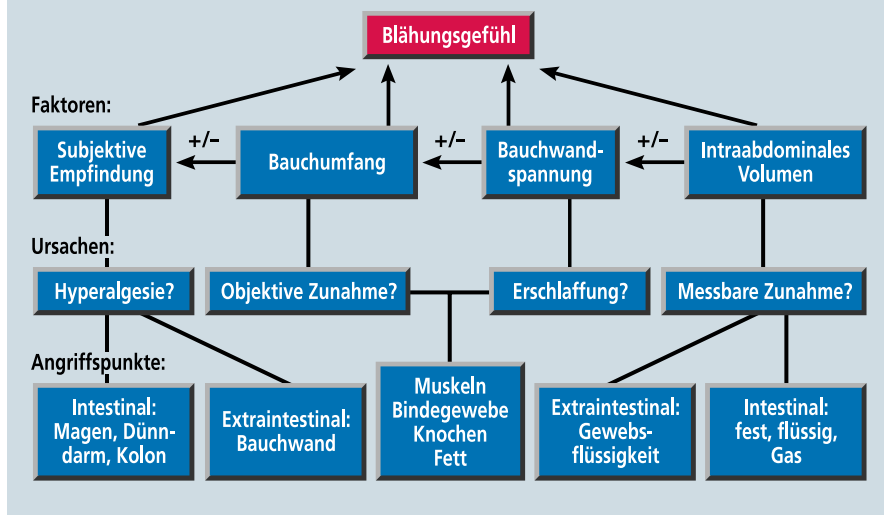 Blähungsgefühl
Faktoren:
Subjektive
Empfindung
+/–
Bauchumfang
+/–
Bauchwand-
spannung
+/–
Intraabdominales
Volumen
Ursachen:
Hyperalgesie?
Objektive Zunahme?
Erschlaffung?
Messbare Zunahme?
Angriffspunkte:
Intestinal:
Magen, Dünn-
darm, Kolon
Extraintestinal:
Bauchwand
Muskeln
Bindegewebe
Knochen
Fett
Extraintestinal:
Gewebs-
flüssigkeit
Intestinal:
fest, flüssig,
Gas